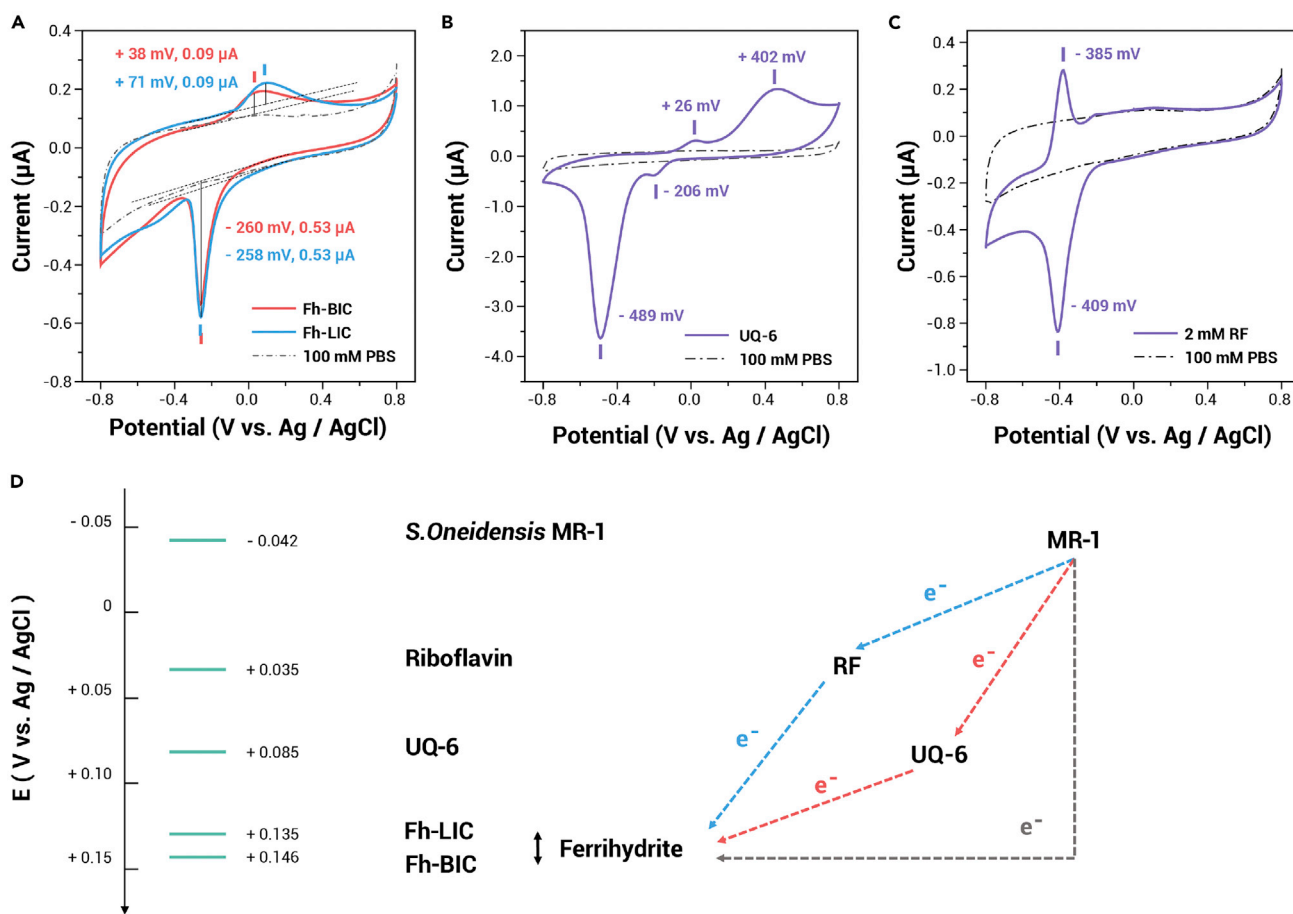 A
+ 38 mV, 0.09 μA
+ 71 mV, 0.09 μA
- 260 mV, 0.53 μA
- 258 mV, 0.53 μA
Fh-BIC
Fh-LIC
100 mM PBS
0.4
0.2
0.0
-0.2
-0.4
-0.6
-0.8
Current (μA)
-0.8
-0.4
0.0
0.4
0.8
Potential (V vs. Ag / AgCl)
B
+ 402 mV
+ 26 mV
- 206 mV
- 489 mV
UQ-6
100 mM PBS
2.0
1.0
0.0
-1.0
-2.0
-3.0
-4.0
Current (μA)
-0.8
-0.4
0.0
0.4
0.8
Potential (V vs. Ag / AgCl)
C
- 385 mV
- 409 mV
2 mM RF
100 mM PBS
0.4
0.2
0.0
-0.2
-0.4
-0.6
-0.8
-1.0
Current (μA)
-0.8
-0.4
0.0
0.4
0.8
Potential (V vs. Ag / AgCl)
D
E ( V vs. Ag / AgCl)
- 0.05
0
+ 0.05
+ 0.10
+ 0.15
- 0.042
+ 0.035
+ 0.085
+ 0.135
+ 0.146
S.Oneidensis MR-1
Riboflavin
UQ-6
Fh-LIC
Fh-BIC
Ferrihydrite
MR-1
e⁻
RF
e⁻
e⁻
UQ-6
e⁻
e⁻